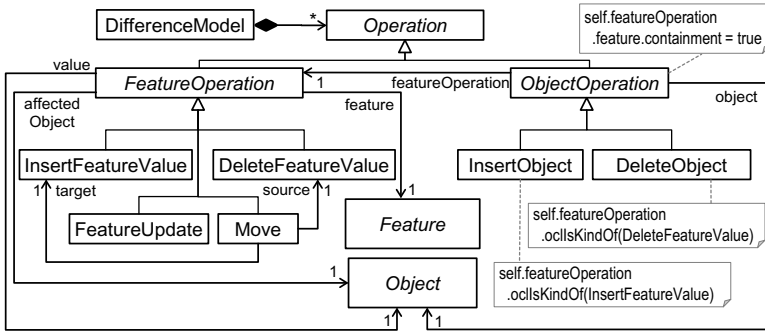 DifferenceModel
*
Operation
self.featureOperation
.feature.containment = true
value
FeatureOperation
1
featureOperation
ObjectOperation
affected
Object
feature
object
InsertFeatureValue
DeleteFeatureValue
InsertObject
DeleteObject
1
target
source
1
FeatureUpdate
Move
1
Feature
self.featureOperation
.oclIsKindOf(DeleteFeatureValue)
1
Object
self.featureOperation
.oclIsKindOf(InsertFeatureValue)
1
1